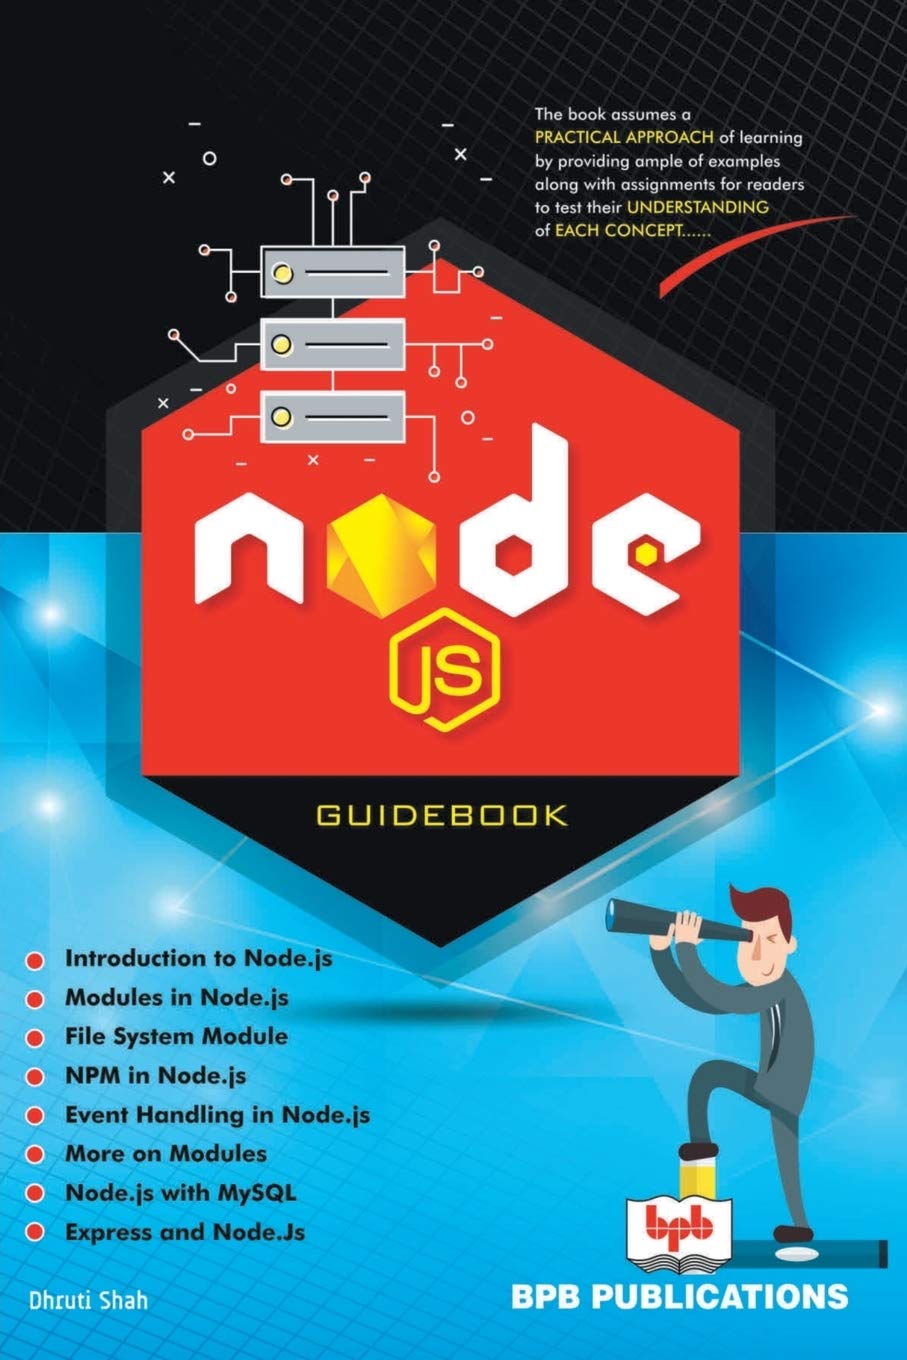 The book assumes a
PRACTICAL APPROACH of learning
by providing ample of examples
along with assignments for readers
to test their UNDERSTANDING
of EACH CONCEPT......
node
JS
GUIDEBOOK
Introduction to Node.js
Modules in Node.js
File System Module
NPM in Node.js
Event Handling in Node.js
More on Modules
Node.js with MySQL
Express and Node.Js
Dhruti Shah
bpb
BPB PUBLICATIONS